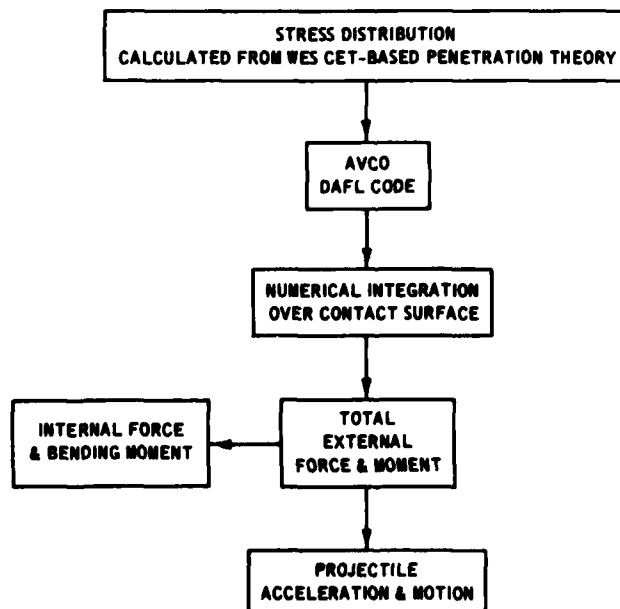 STRESS DISTRIBUTION
CALCULATED FROM WES CET-BASED PENETRATION THEORY
AVCO
DAFL CODE
NUMERICAL INTEGRATION
OVER CONTACT SURFACE
INTERNAL FORCE
& BENDING MOMENT
TOTAL
EXTERNAL
FORCE & MOMENT
PROJECTILE
ACCELERATION & MOTION